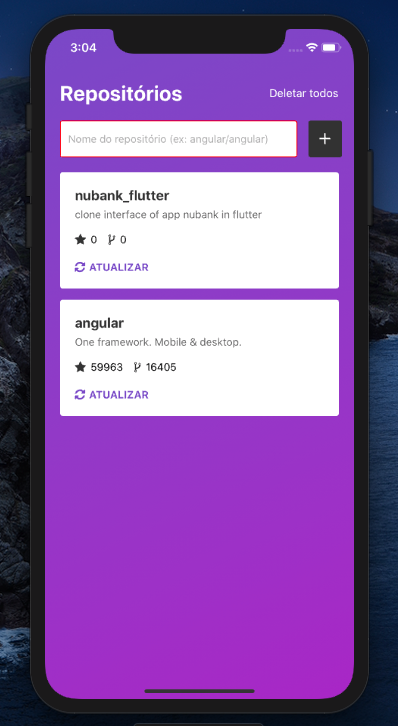 3:04
Repositórios
Deletar todos
Nome do repositório (ex: angular/angular)
nubank_flutter
clone interface of app nubank in flutter
0 0
ATUALIZAR
angular
One framework. Mobile & desktop.
59963 16405
ATUALIZAR